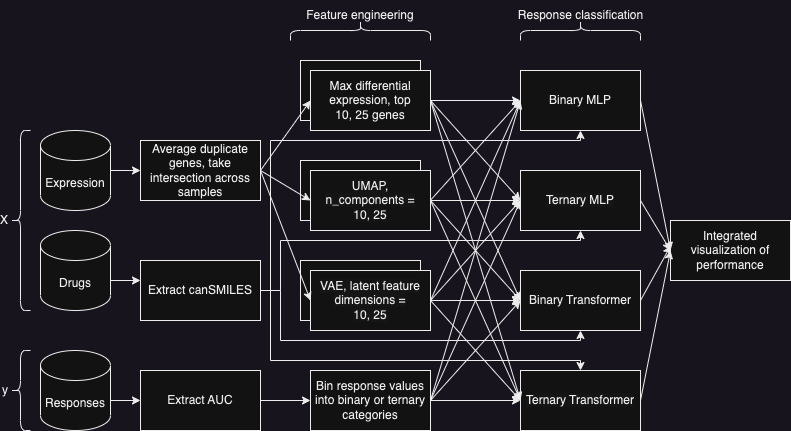 Feature engineering
Response classification
Max differential
expression, top
10, 25 genes
Binary MLP
Average duplicate
genes, take
intersection across
samples
Expression
X
UMAP,
n_components =
10, 25
Ternary MLP
Integrated
visualization of
performance
Drugs
Extract canSMILES
VAE, latent feature
dimensions =
10, 25
Binary Transformer
y
Responses
Extract AUC
Bin response values
into binary or ternary
categories
Ternary Transformer